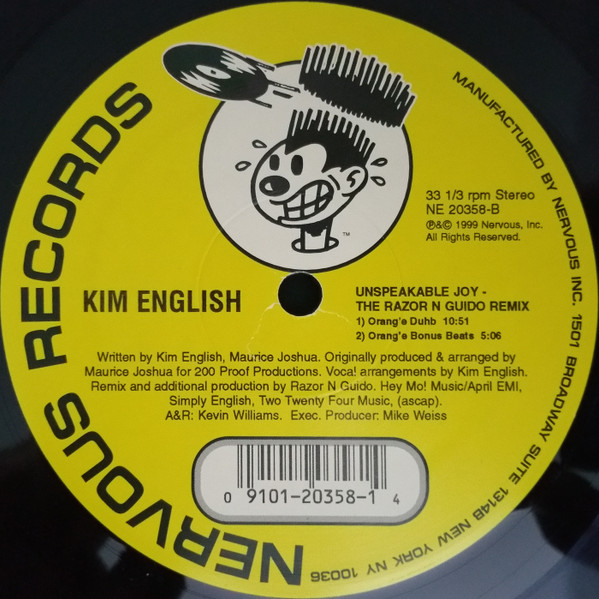 NERVOUS RECORDS
MANUFACTURED BY NERVOUS INC. 1501 BROADWAY SUITE 1314B NEW YORK NY 10036
TM
33 1/3 rpm Stereo
NE 20358-B
℗&© 1999 Nervous, Inc.
All Rights Reserved.
KIM ENGLISH
UNSPEAKABLE JOY -
THE RAZOR N GUIDO REMIX
1) Orang'e Duhb 10:51
2) Orang'e Bonus Beats 5:06
Written by Kim English, Maurice Joshua. Originally produced & arranged by
Maurice Joshua for 200 Proof Productions. Vocal arrangements by Kim English.
Remix and additional production by Razor N Guido. Hey Mo! Music/April EMI,
Simply English, Two Twenty Four Music, (ascap).
A&R: Kevin Williams. Exec. Producer: Mike Weiss
0 9101-20358-1 4